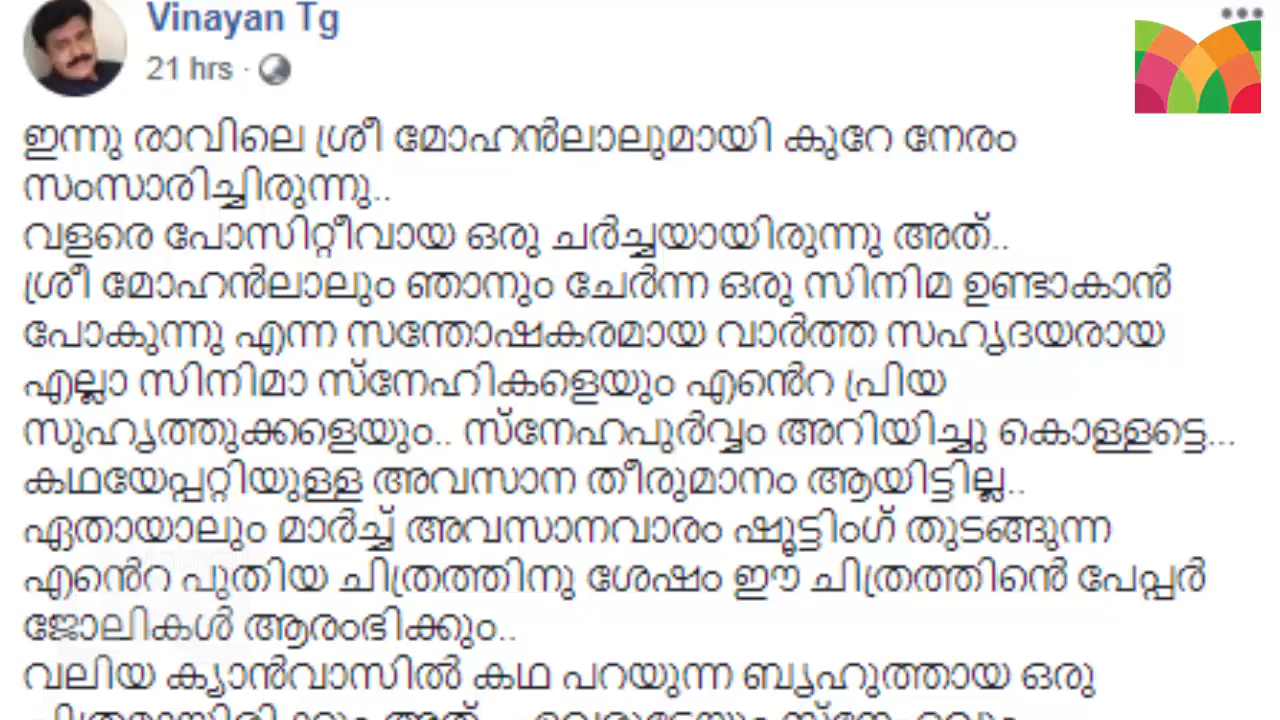 Vinayan Tg
21 hrs ·
ഇന്നു രാവിലെ ശ്രീ മോഹൻലാലുമായി കുറേ നേരം
സംസാരിച്ചിരുന്നു..
വളരെ പോസിറ്റീവായ ഒരു ചർച്ചയായിരുന്നു അത്..
ശ്രീ മോഹൻലാലും ഞാനും ചേർന്ന ഒരു സിനിമ ഉണ്ടാകാൻ
പോകുന്നു എന്ന സന്തോഷകരമായ വാർത്ത സഹൃദയരായ
എല്ലാ സിനിമാ സ്നേഹികളെയും എൻെറ പ്രിയ
സുഹൃത്തുക്കളെയും.. സ്നേഹപുർവ്വം അറിയിച്ചു കൊള്ളട്ടെ...
കഥയേപ്പറ്റിയുള്ള അവസാന തീരുമാനം ആയിട്ടില്ല..
ഏതായാലും മാർച്ച് അവസാനവാരം ഷൂട്ടിംഗ് തുടങ്ങുന്ന
എൻെറ പുതിയ ചിത്രത്തിനു ശേഷം ഈ ചിത്രത്തിൻെ പേപ്പർ
ജോലികൾ ആരംഭിക്കും..
വലിയ ക്യാൻവാസിൽ കഥ പറയുന്ന ബൃഹുത്തായ ഒരു